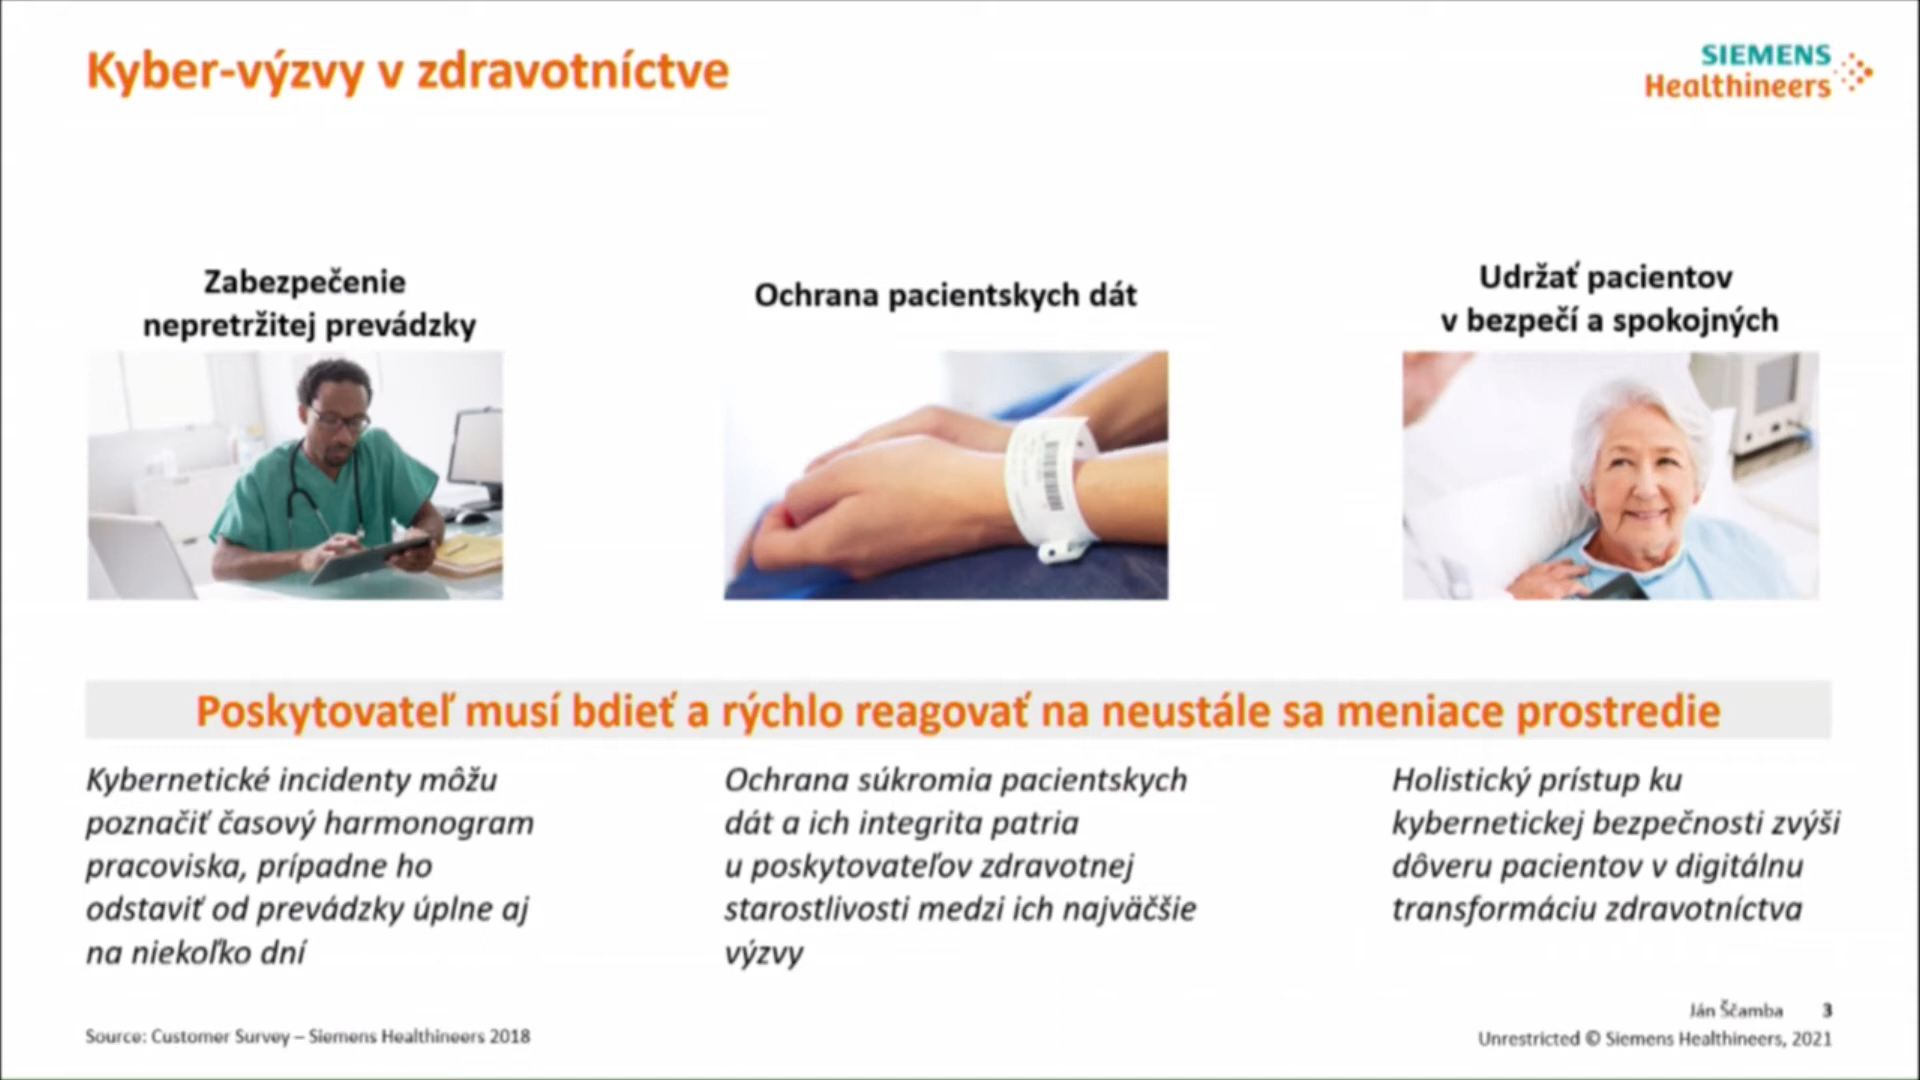 Kyber-výzvy v zdravotníctve
SIEMENS
Healthineers
Zabezpečenie
nepretržitej prevádzky
Ochrana pacientskych dát
Udržať pacientov
v bezpečí a spokojných
Poskytovateľ musí bdieť a rýchlo reagovať na neustále sa meniace prostredie
Kybernetické incidenty môžu
poznačiť časový harmonogram
pracoviska, prípadne ho
odstaviť od prevádzky úplne aj
na niekoľko dní
Ochrana súkromia pacientskych
dát a ich integrita patria
u poskytovateľov zdravotnej
starostlivosti medzi ich najväčšie
výzvy
Holistický prístup ku
kybernetickej bezpečnosti zvýši
dôveru pacientov v digitálnu
transformáciu zdravotníctva
Source: Customer Survey – Siemens Healthineers 2018
Ján Ščamba 3
Unrestricted © Siemens Healthineers, 2021